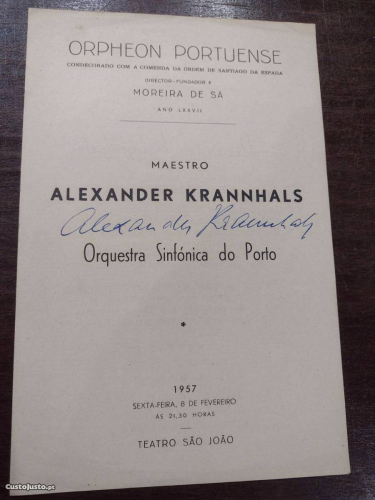 ORPHEON PORTUENSE
CONDECORADO COM A COMENDA DA ORDEM DE SANTIAGO DA ESPADA
MOREIRA DE SÁ
ANO LXXVII
MAESTRO
ALEXANDER KRANNHALS
Alexander Krannhals
Orquestra Sinfónica do Porto
*
1957
SEXTA-FEIRA, 8 DE FEVEREIRO
ÀS 21,30 HORAS
TEATRO SÃO JOÃO
CustoJusto.pt